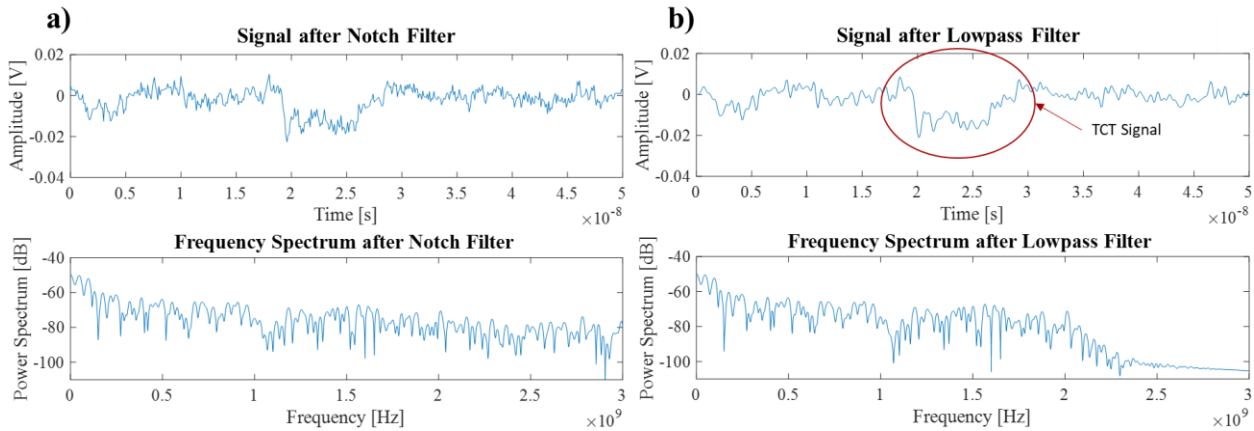 a)
Signal after Notch Filter
Amplitude [V]
0.02
0
-0.02
-0.04
0 0.5 1 1.5 2 2.5 3 3.5 4 4.5 5
Time [s]
×10^-8
Frequency Spectrum after Notch Filter
Power Spectrum [dB]
-40
-60
-80
-100
0 0.5 1 1.5 2 2.5 3
Frequency [Hz]
×10^9
b)
Signal after Lowpass Filter
Amplitude [V]
0.02
0
-0.02
-0.04
TCT Signal
0 0.5 1 1.5 2 2.5 3 3.5 4 4.5 5
Time [s]
×10^-8
Frequency Spectrum after Lowpass Filter
Power Spectrum [dB]
-40
-60
-80
-100
0 0.5 1 1.5 2 2.5 3
Frequency [Hz]
×10^9